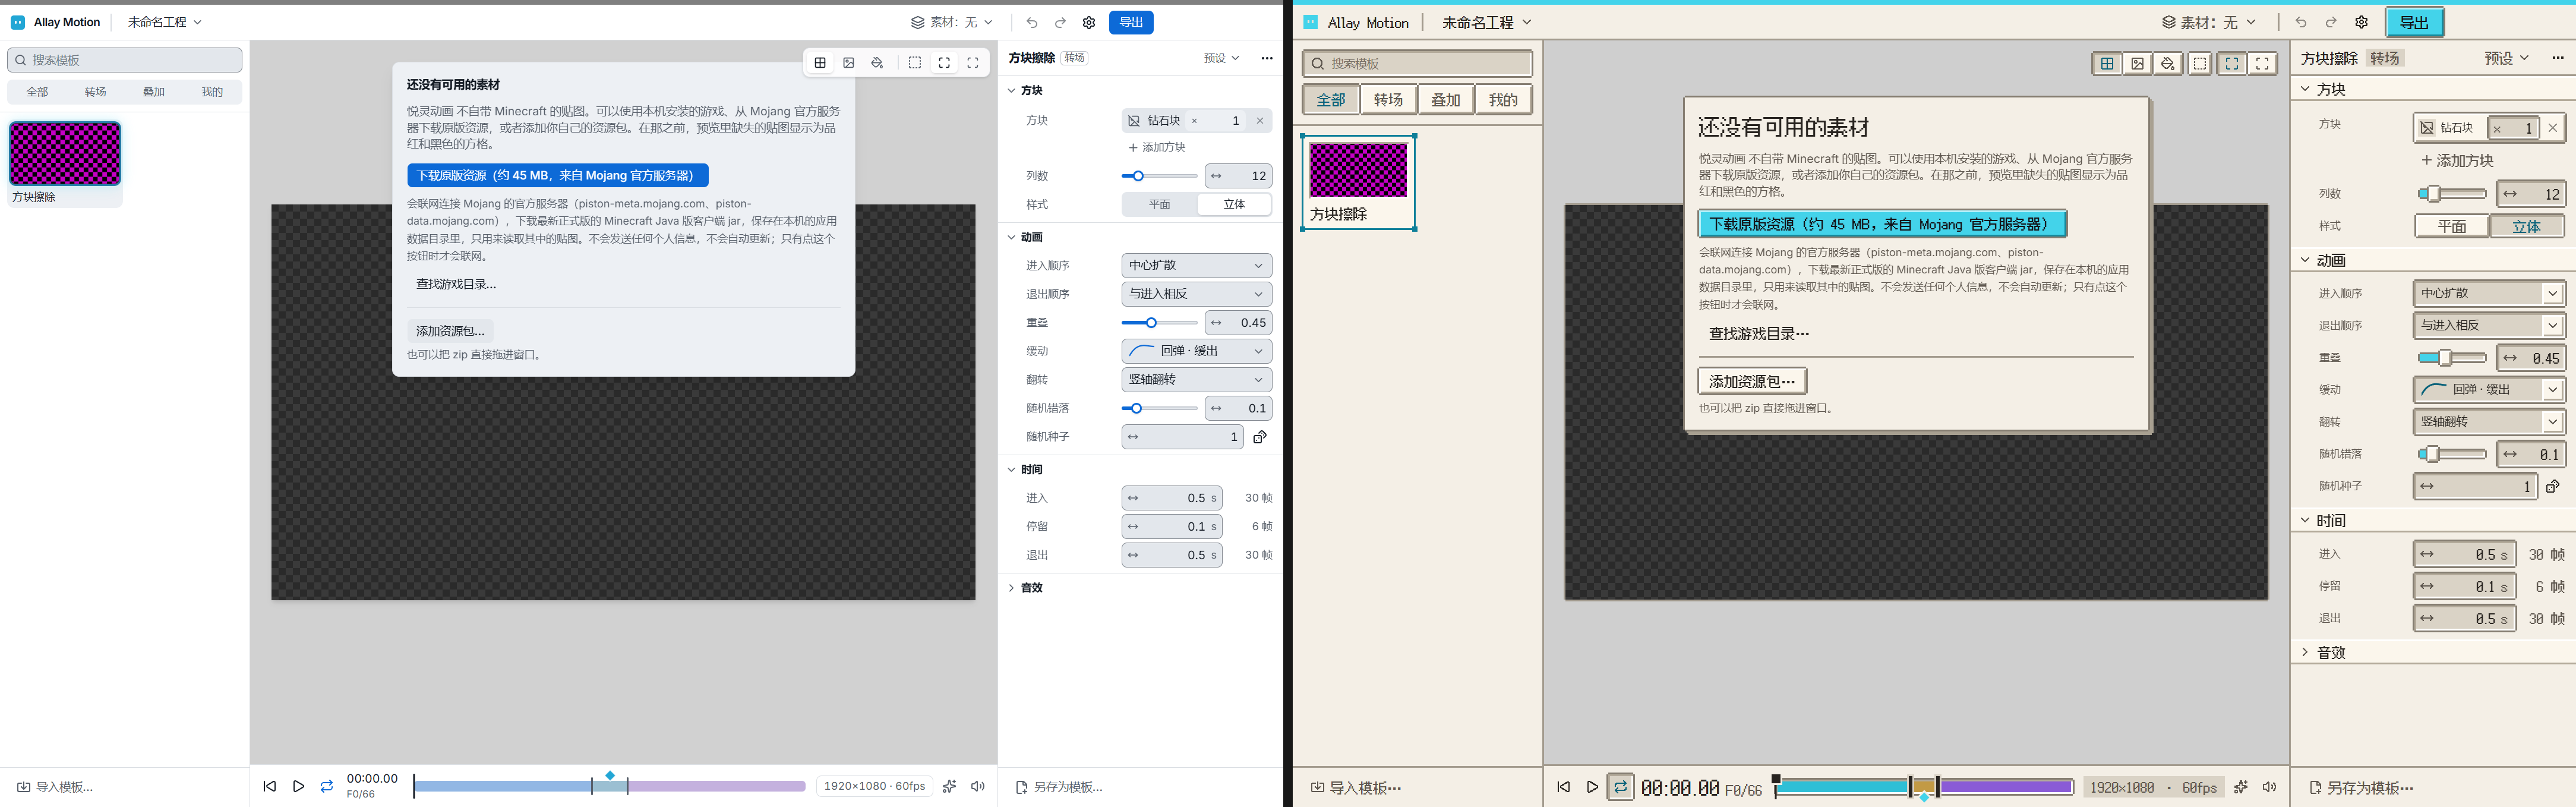 Allay Motion
未命名工程
素材：无
导出
搜索模板
全部 转场 叠加 我的
方块擦除
导入模板...
还没有可用的素材
悦灵动画 不自带 Minecraft 的贴图。可以使用本机安装的游戏、从 Mojang 官方服务
器下载原版资源，或者添加你自己的资源包。在那之前，预览里缺失的贴图显示为品
红和黑色的方格。
下载原版资源（约 45 MB，来自 Mojang 官方服务器）
会联网连接 Mojang 的官方服务器（piston-meta.mojang.com、piston-
data.mojang.com），下载最新正式版的 Minecraft Java 版客户端 jar，保存在本机的应用
数据目录里，只用来读取其中的贴图。不会发送任何个人信息，不会自动更新；只有点这个
按钮时才会联网。
查找游戏目录...
添加资源包...
也可以把 zip 直接拖进窗口。
00:00.00
F0/66
1920×1080 · 60fps
方块擦除 转场 预设
方块
方块 钻石块 × 1 ×
+ 添加方块
列数 12
样式 平面 立体
动画
进入顺序 中心扩散
退出顺序 与进入相反
重叠 0.45
缓动 回弹 · 缓出
翻转 竖轴翻转
随机错落 0.1
随机种子 1
时间
进入 0.5 s 30 帧
停留 0.1 s 6 帧
退出 0.5 s 30 帧
音效
另存为模板...
Allay Motion
未命名工程
素材：无
导出
搜索模板
全部 转场 叠加 我的
方块擦除
导入模板…
还没有可用的素材
悦灵动画 不自带 Minecraft 的贴图。可以使用本机安装的游戏、从 Mojang 官方服务
器下载原版资源，或者添加你自己的资源包。在那之前，预览里缺失的贴图显示为品
红和黑色的方格。
下载原版资源（约 45 MB，来自 Mojang 官方服务器）
会联网连接 Mojang 的官方服务器（piston-meta.mojang.com、piston-
data.mojang.com），下载最新正式版的 Minecraft Java 版客户端 jar，保存在本机的应用
数据目录里，只用来读取其中的贴图。不会发送任何个人信息，不会自动更新；只有点这个
按钮时才会联网。
查找游戏目录…
添加资源包…
也可以把 zip 直接拖进窗口。
00:00.00 F0/66
1920×1080 · 60fps
方块擦除 转场 预设
方块
方块 钻石块 × 1 ×
+ 添加方块
列数 12
样式 平面 立体
动画
进入顺序 中心扩散
退出顺序 与进入相反
重叠 0.45
缓动 回弹 · 缓出
翻转 竖轴翻转
随机错落 0.1
随机种子 1
时间
进入 0.5 s 30 帧
停留 0.1 s 6 帧
退出 0.5 s 30 帧
音效
另存为模板…